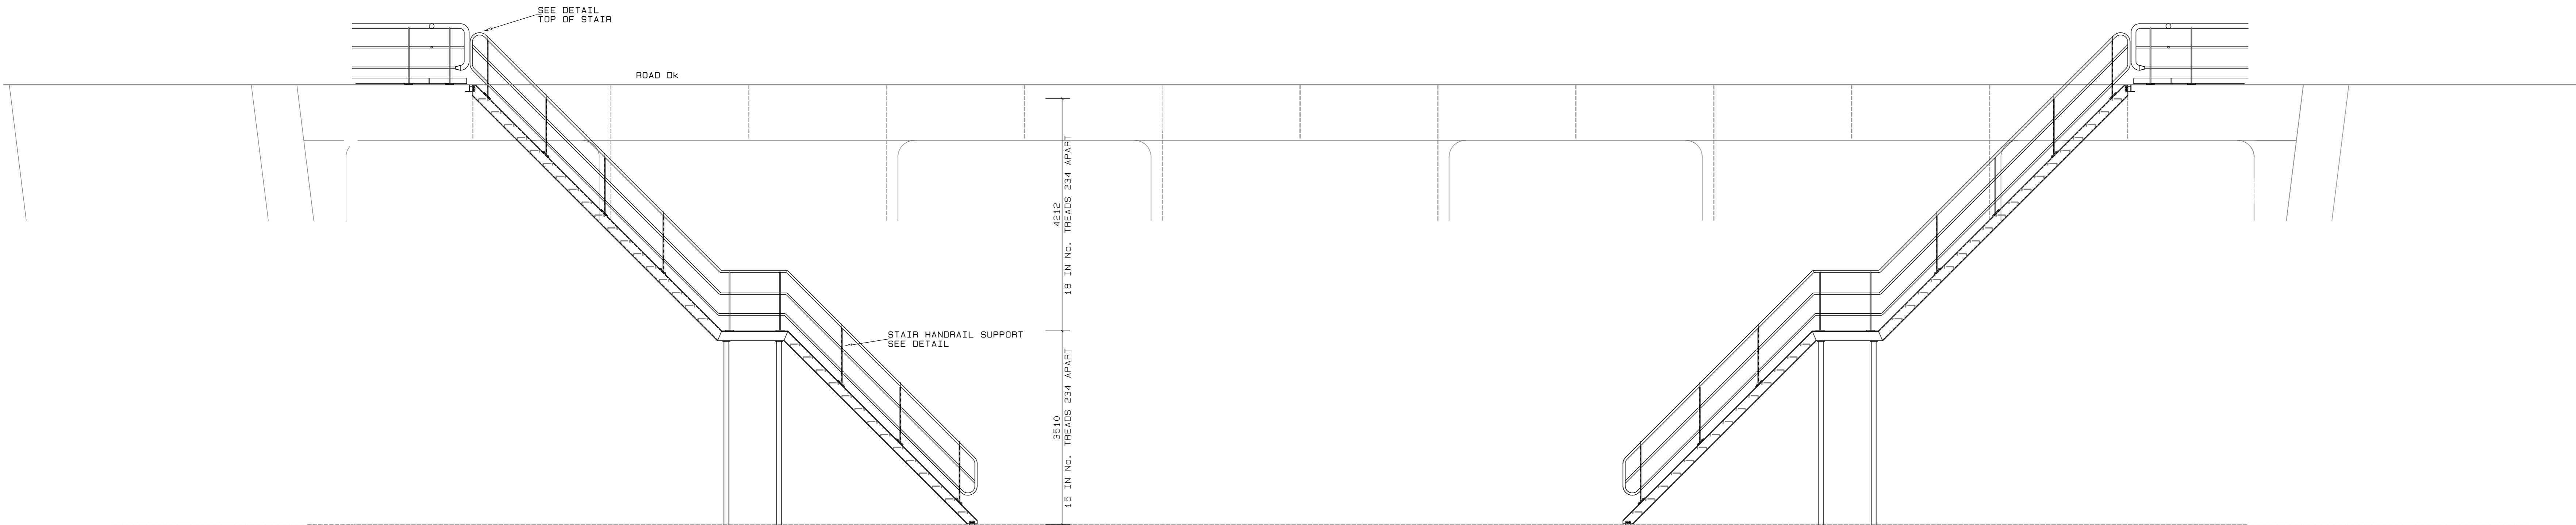 SEE DETAIL
TOP OF STAIR
ROAD Dk
4212
18 IN No. TREADS 234 APART
STAIR HANDRAIL SUPPORT
SEE DETAIL
3510
15 IN No. TREADS 234 APART